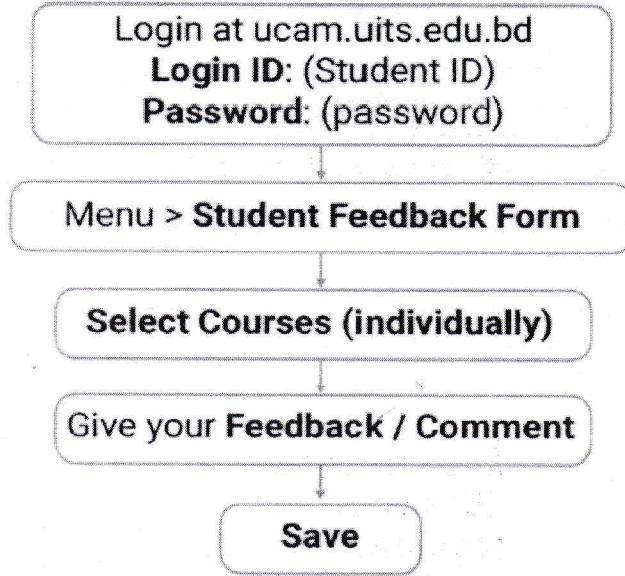 Login at ucam.uits.edu.bd
Login ID: (Student ID)
Password: (password)
Menu > Student Feedback Form
Select Courses (individually)
Give your Feedback / Comment
Save